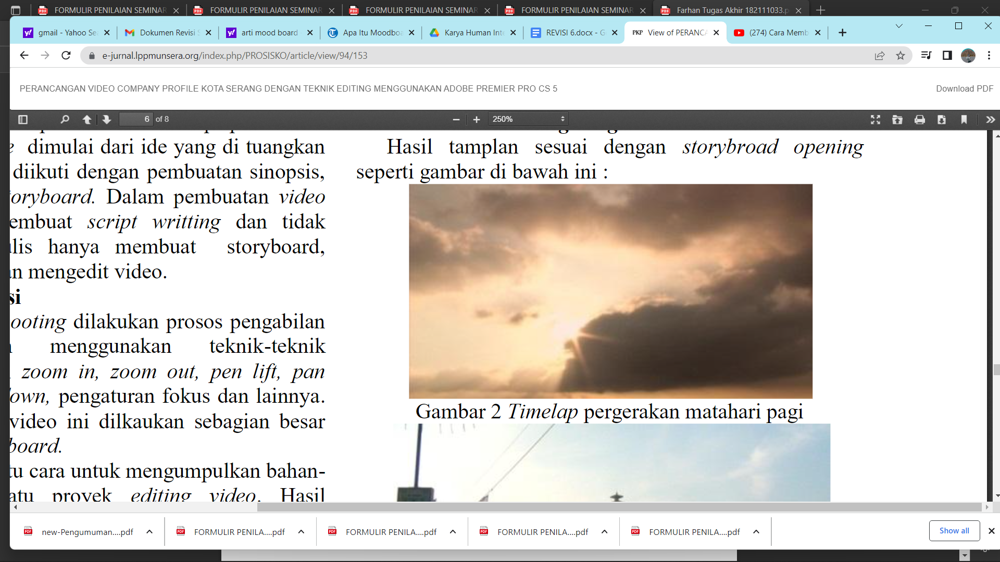 FORMULIR PENILAIAN SEMINAR
FORMULIR PENILAIAN SEMINAR
FORMULIR PENILAIAN SEMINAR
FORMULIR PENILAIAN SEMINAR
Farhan Tugas Akhir 182111033.p
gmail - Yahoo Se
Dokumen Revisi S
arti mood board -
Apa Itu Moodboa
Karya Human Inte
REVISI 6.docx - G
PKP View of PERANCA
(274) Cara Memb
e-jurnal.lppmunsera.org/index.php/PROSISKO/article/view/94/153
PERANCANGAN VIDEO COMPANY PROFILE KOTA SERANG DENGAN TEKNIK EDITING MENGGUNAKAN ADOBE PREMIER PRO CS 5
Download PDF
6 of 8
250%
e dimulai dari ide yang di tuangkan
diikuti dengan pembuatan sinopsis,
oryboard. Dalam pembuatan video
embuat script writting dan tidak
ulis hanya membuat storyboard,
an mengedit video.
si
ooting dilakukan prosos pengabilan
menggunakan teknik-teknik
zoom in, zoom out, pen lift, pan
down, pengaturan fokus dan lainnya.
video ini dilkaukan sebagian besar
board.
tu cara untuk mengumpulkan bahan-
atu proyek editing video. Hasil
Hasil tamplan sesuai dengan storybroad opening
seperti gambar di bawah ini :
Gambar 2 Timelap pergerakan matahari pagi
new-Pengumuman....pdf
FORMULIR PENILA....pdf
FORMULIR PENILA....pdf
FORMULIR PENILA....pdf
FORMULIR PENILA....pdf
Show all